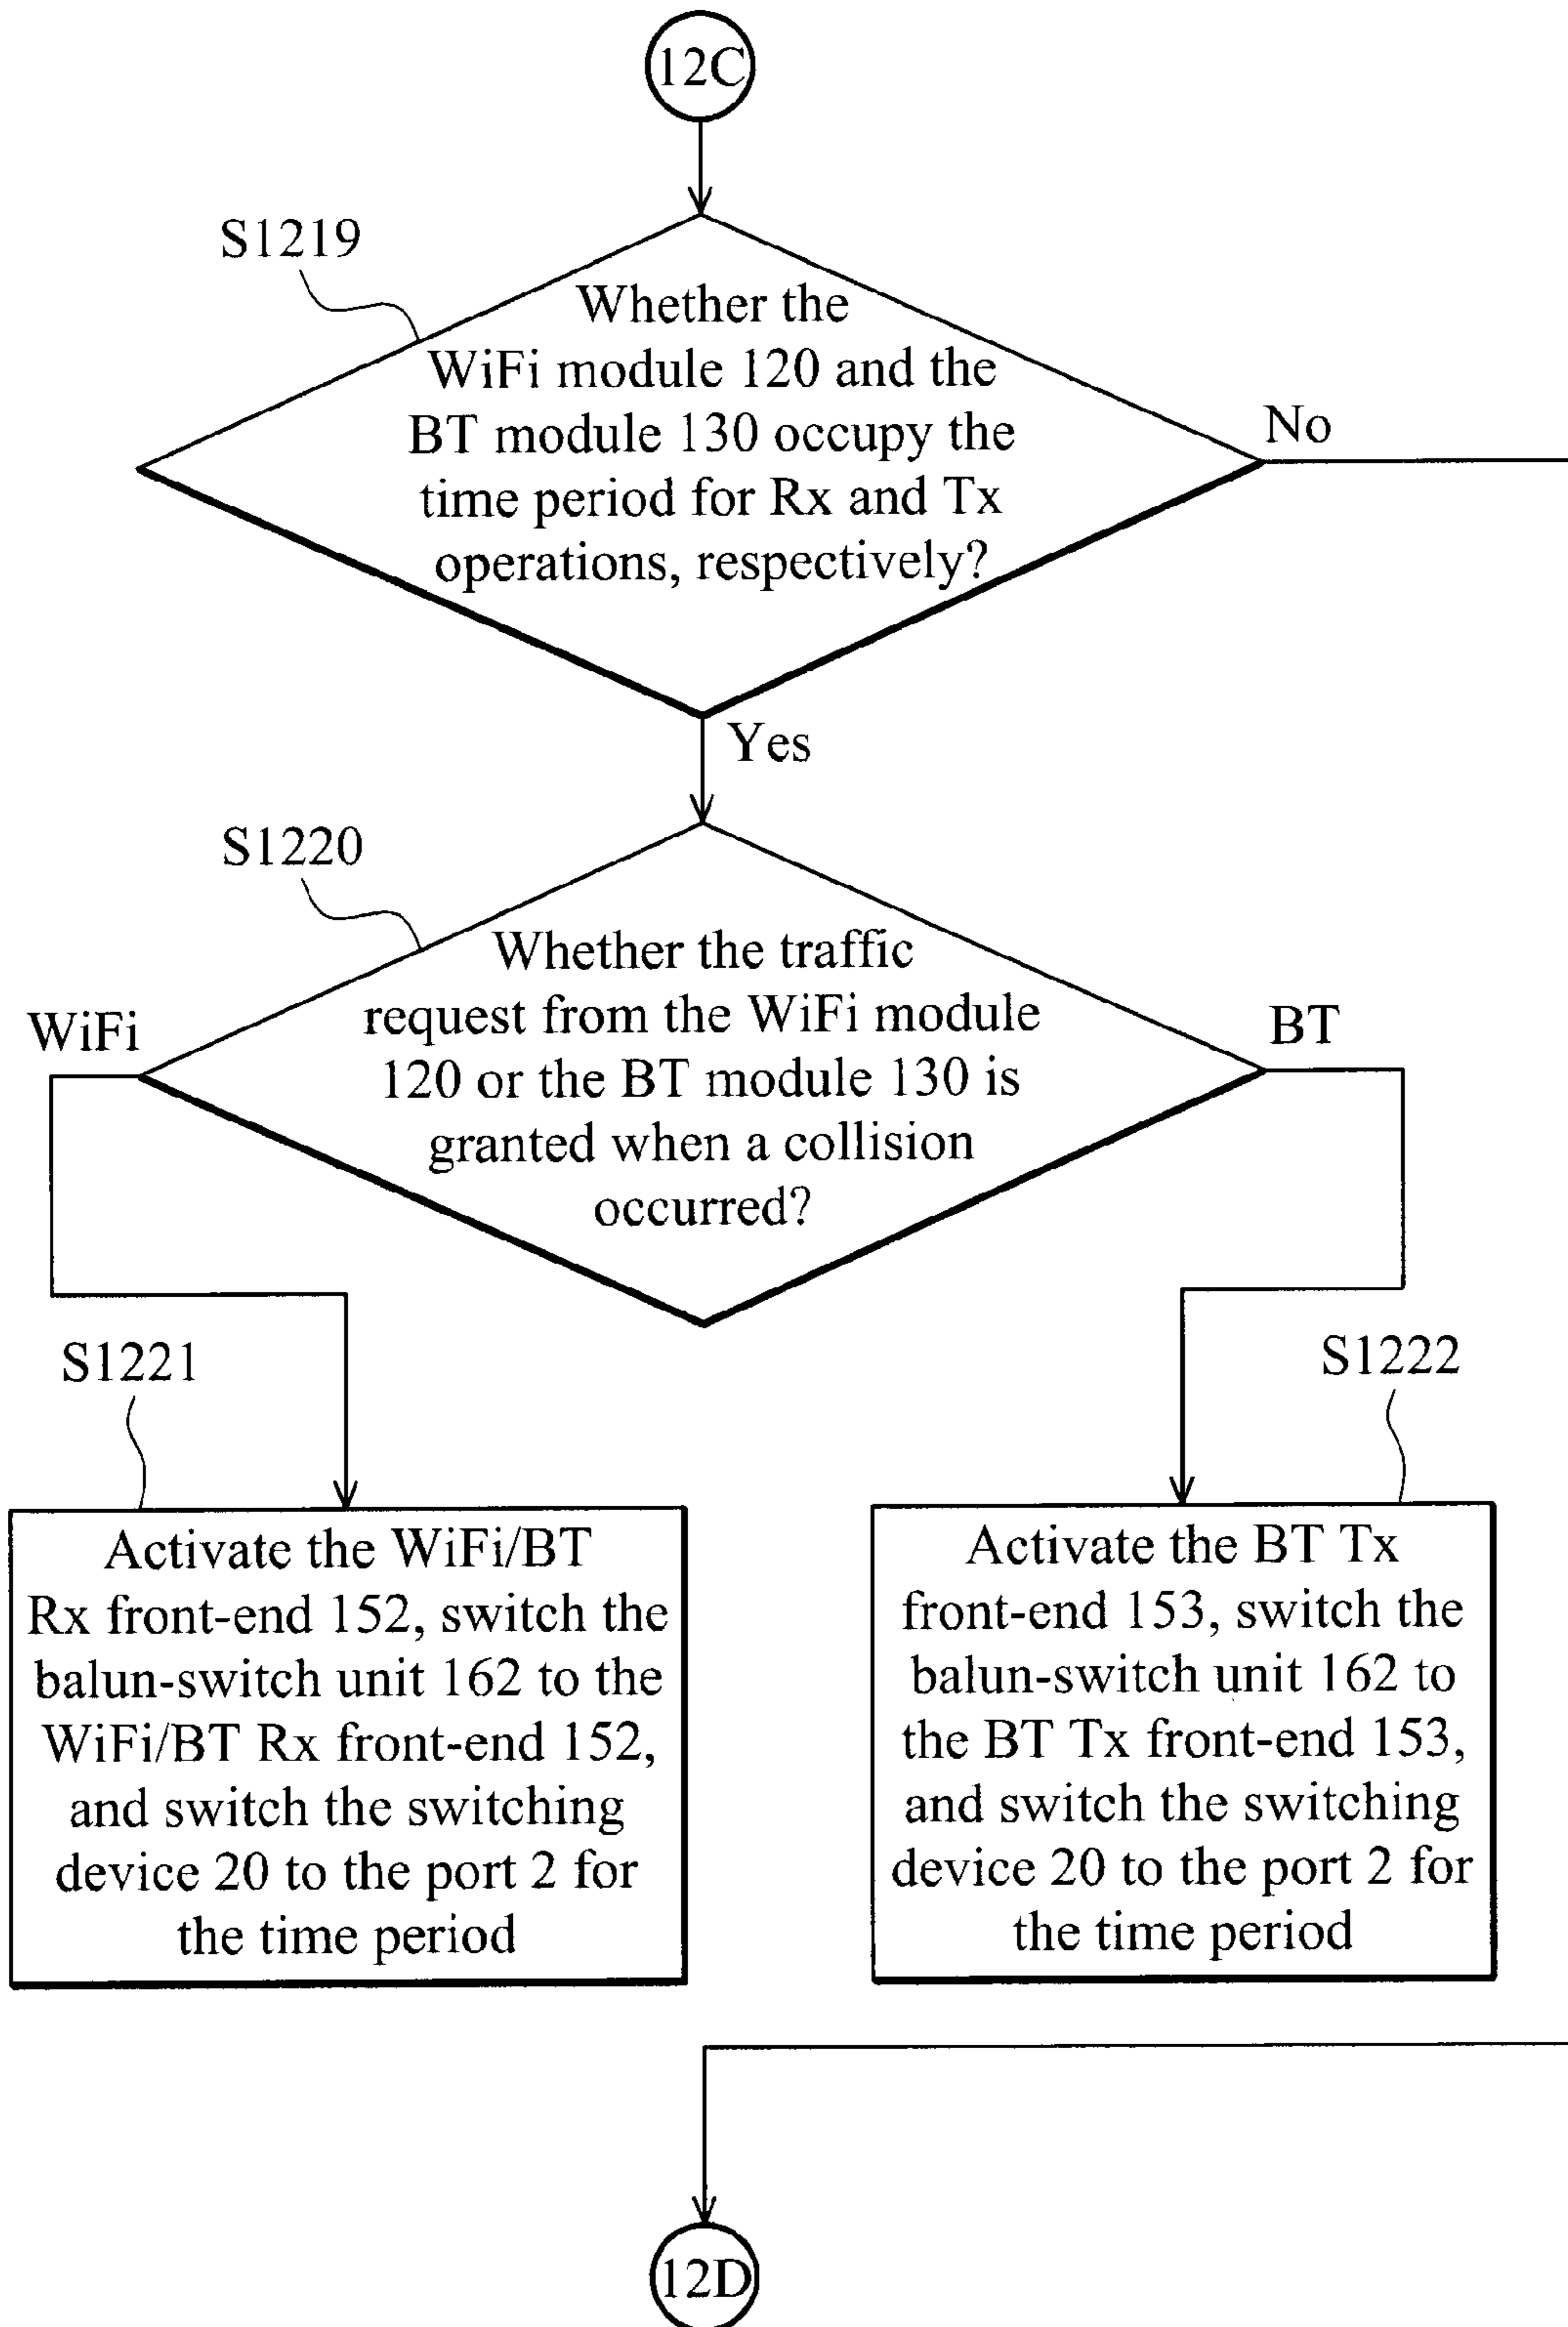 12C
S1219
Whether the
WiFi module 120 and the
BT module 130 occupy the
time period for Rx and Tx
operations, respectively?
No
Yes
S1220
Whether the traffic
request from the WiFi module
120 or the BT module 130 is
granted when a collision
occurred?
WiFi
BT
S1221
Activate the WiFi/BT
Rx front-end 152, switch the
balun-switch unit 162 to the
WiFi/BT Rx front-end 152,
and switch the switching
device 20 to the port 2 for
the time period
S1222
Activate the BT Tx
front-end 153, switch the
balun-switch unit 162 to
the BT Tx front-end 153,
and switch the switching
device 20 to the port 2 for
the time period
12D